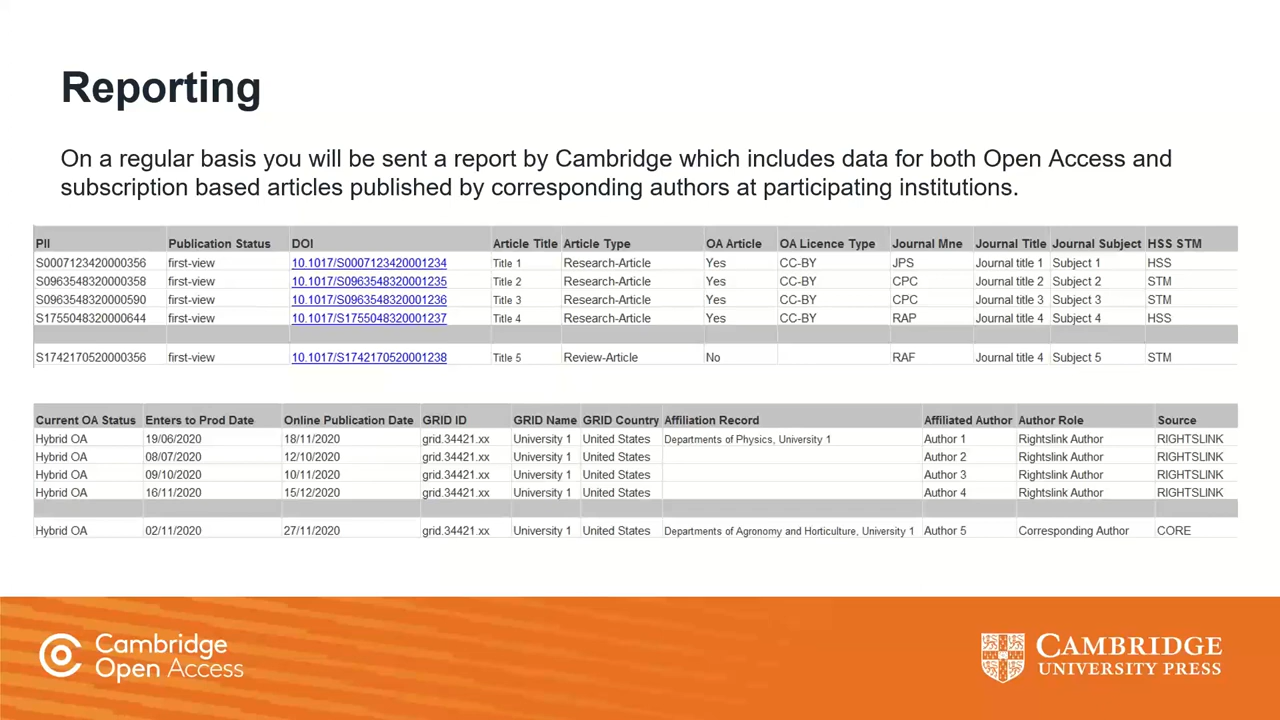 Reporting
On a regular basis you will be sent a report by Cambridge which includes data for both Open Access and
subscription based articles published by corresponding authors at participating institutions.
PII Publication Status DOI Article Title Article Type OA Article OA Licence Type Journal Mne Journal Title Journal Subject HSS STM
S0007123420000356 first-view 10.1017/S0007123420001234 Title 1 Research-Article Yes CC-BY JPS Journal title 1 Subject 1 HSS
S0963548320000358 first-view 10.1017/S0963548320001235 Title 2 Research-Article Yes CC-BY CPC Journal title 2 Subject 2 STM
S0963548320000590 first-view 10.1017/S0963548320001236 Title 3 Research-Article Yes CC-BY CPC Journal title 3 Subject 3 STM
S1755048320000644 first-view 10.1017/S1755048320001237 Title 4 Research-Article Yes CC-BY RAP Journal title 4 Subject 4 HSS
S1742170520000356 first-view 10.1017/S1742170520001238 Title 5 Review-Article No RAF Journal title 4 Subject 5 STM
Current OA Status Enters to Prod Date Online Publication Date GRID ID GRID Name GRID Country Affiliation Record Affiliated Author Author Role Source
Hybrid OA 19/06/2020 18/11/2020 grid.34421.xx University 1 United States Departments of Physics, University 1 Author 1 Rightslink Author RIGHTSLINK
Hybrid OA 08/07/2020 12/10/2020 grid.34421.xx University 1 United States Author 2 Rightslink Author RIGHTSLINK
Hybrid OA 09/10/2020 10/11/2020 grid.34421.xx University 1 United States Author 3 Rightslink Author RIGHTSLINK
Hybrid OA 16/11/2020 15/12/2020 grid.34421.xx University 1 United States Author 4 Rightslink Author RIGHTSLINK
Hybrid OA 02/11/2020 27/11/2020 grid.34421.xx University 1 United States Departments of Agronomy and Horticulture, University 1 Author 5 Corresponding Author CORE
Cambridge
Open Access
CAMBRIDGE
UNIVERSITY PRESS